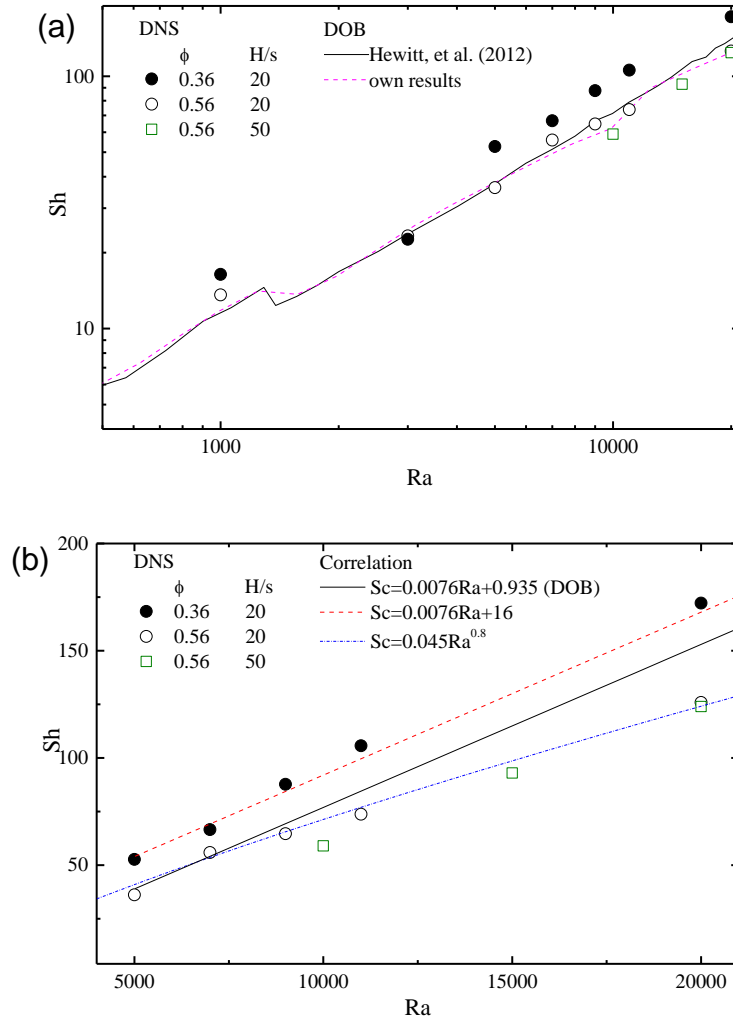 (a)
DNS DOB
ϕ H/s Hewitt, et al. (2012)
0.36 20 own results
0.56 20
0.56 50
100
10
Sh
1000 10000
Ra
(b)
200
150
100
50
DNS Correlation
ϕ H/s Sc=0.0076Ra+0.935 (DOB)
0.36 20 Sc=0.0076Ra+16
0.56 20 Sc=0.045Ra^0.8
0.56 50
Sh
5000 10000 15000 20000
Ra